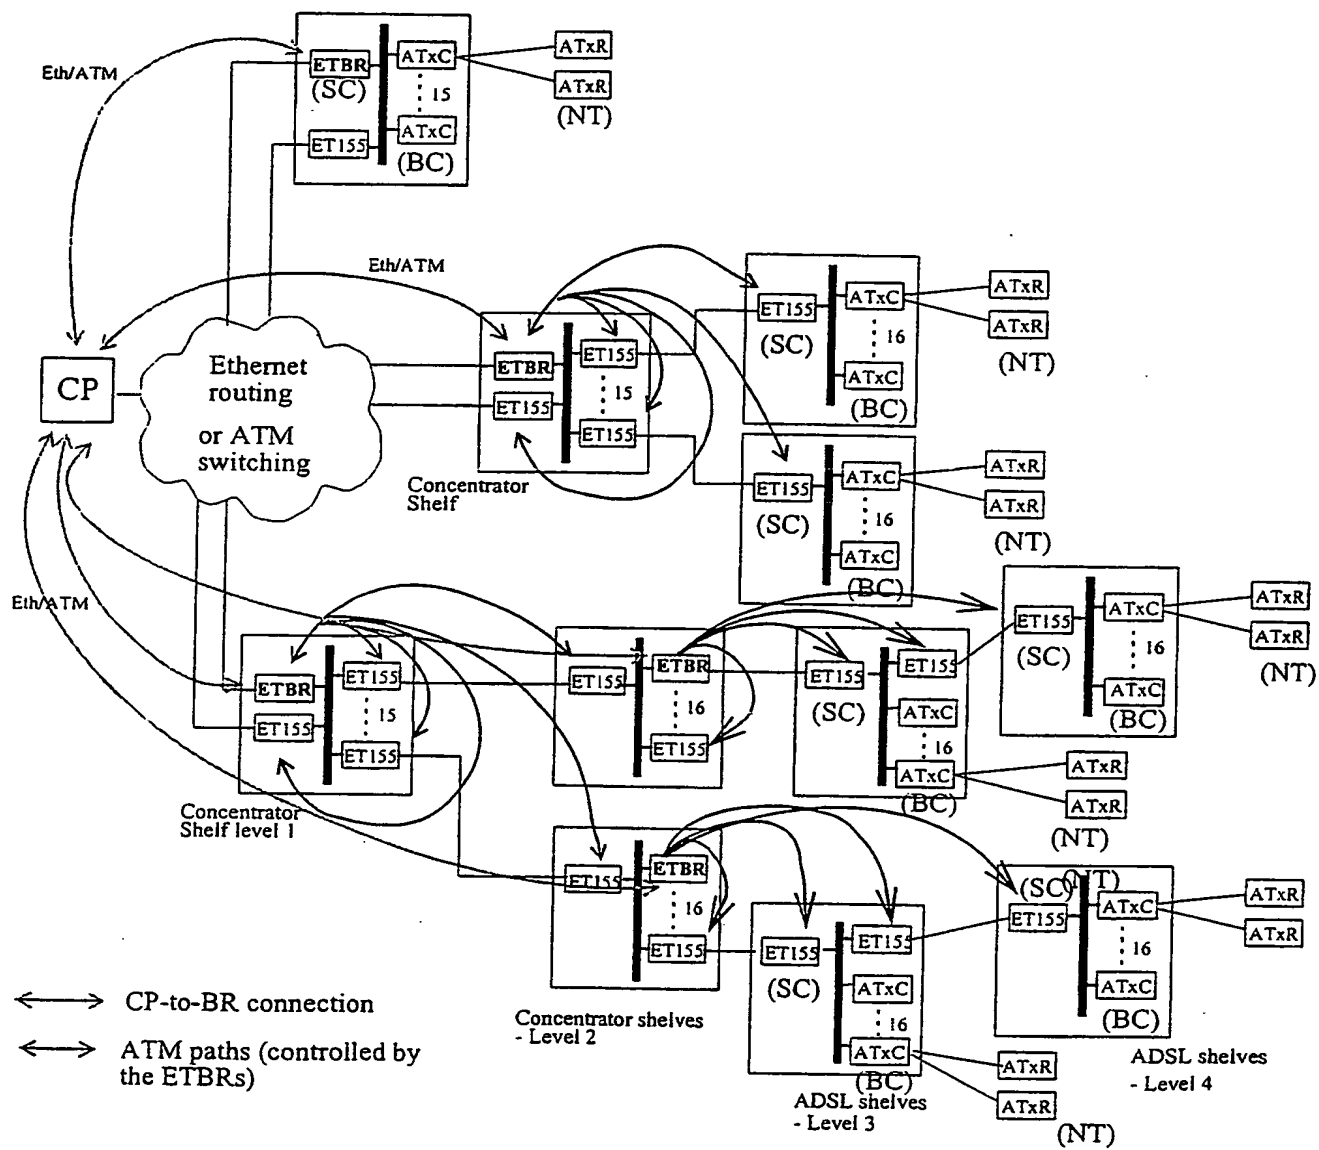 Eth/ATM
ETBR
(SC)
ET155
ATxC
15
ATxC
(BC)
ATxR
ATxR
(NT)
CP
Ethernet
routing
or ATM
switching
Eth/ATM
ETBR
ET155
ET155
15
ET155
Concentrator
Shelf
ET155
(SC)
ATxC
16
ATxC
(BC)
ATxR
ATxR
(NT)
ET155
(SC)
ATxC
16
ATxC
(BC)
ATxR
ATxR
(NT)
Eth/ATM
ETBR
ET155
ET155
15
ET155
Concentrator
Shelf level 1
ET155
ETBR
16
ET155
ET155
(SC)
ET155
ATxC
16
ATxC
(BC)
ATxR
ATxR
(NT)
ET155
(SC)
ATxC
16
ATxC
(BC)
ATxR
ATxR
(NT)
ET155
ETBR
16
ET155
Concentrator shelves
- Level 2
ET155
(SC)
ET155
ATxC
16
ATxC
(BC)
ATxR
ATxR
(NT)
ADSL shelves
- Level 3
(SC)
(NT)
ET155
ATxC
16
ATxC
(BC)
ATxR
ATxR
ADSL shelves
- Level 4
CP-to-BR connection
ATM paths (controlled by
the ETBRs)